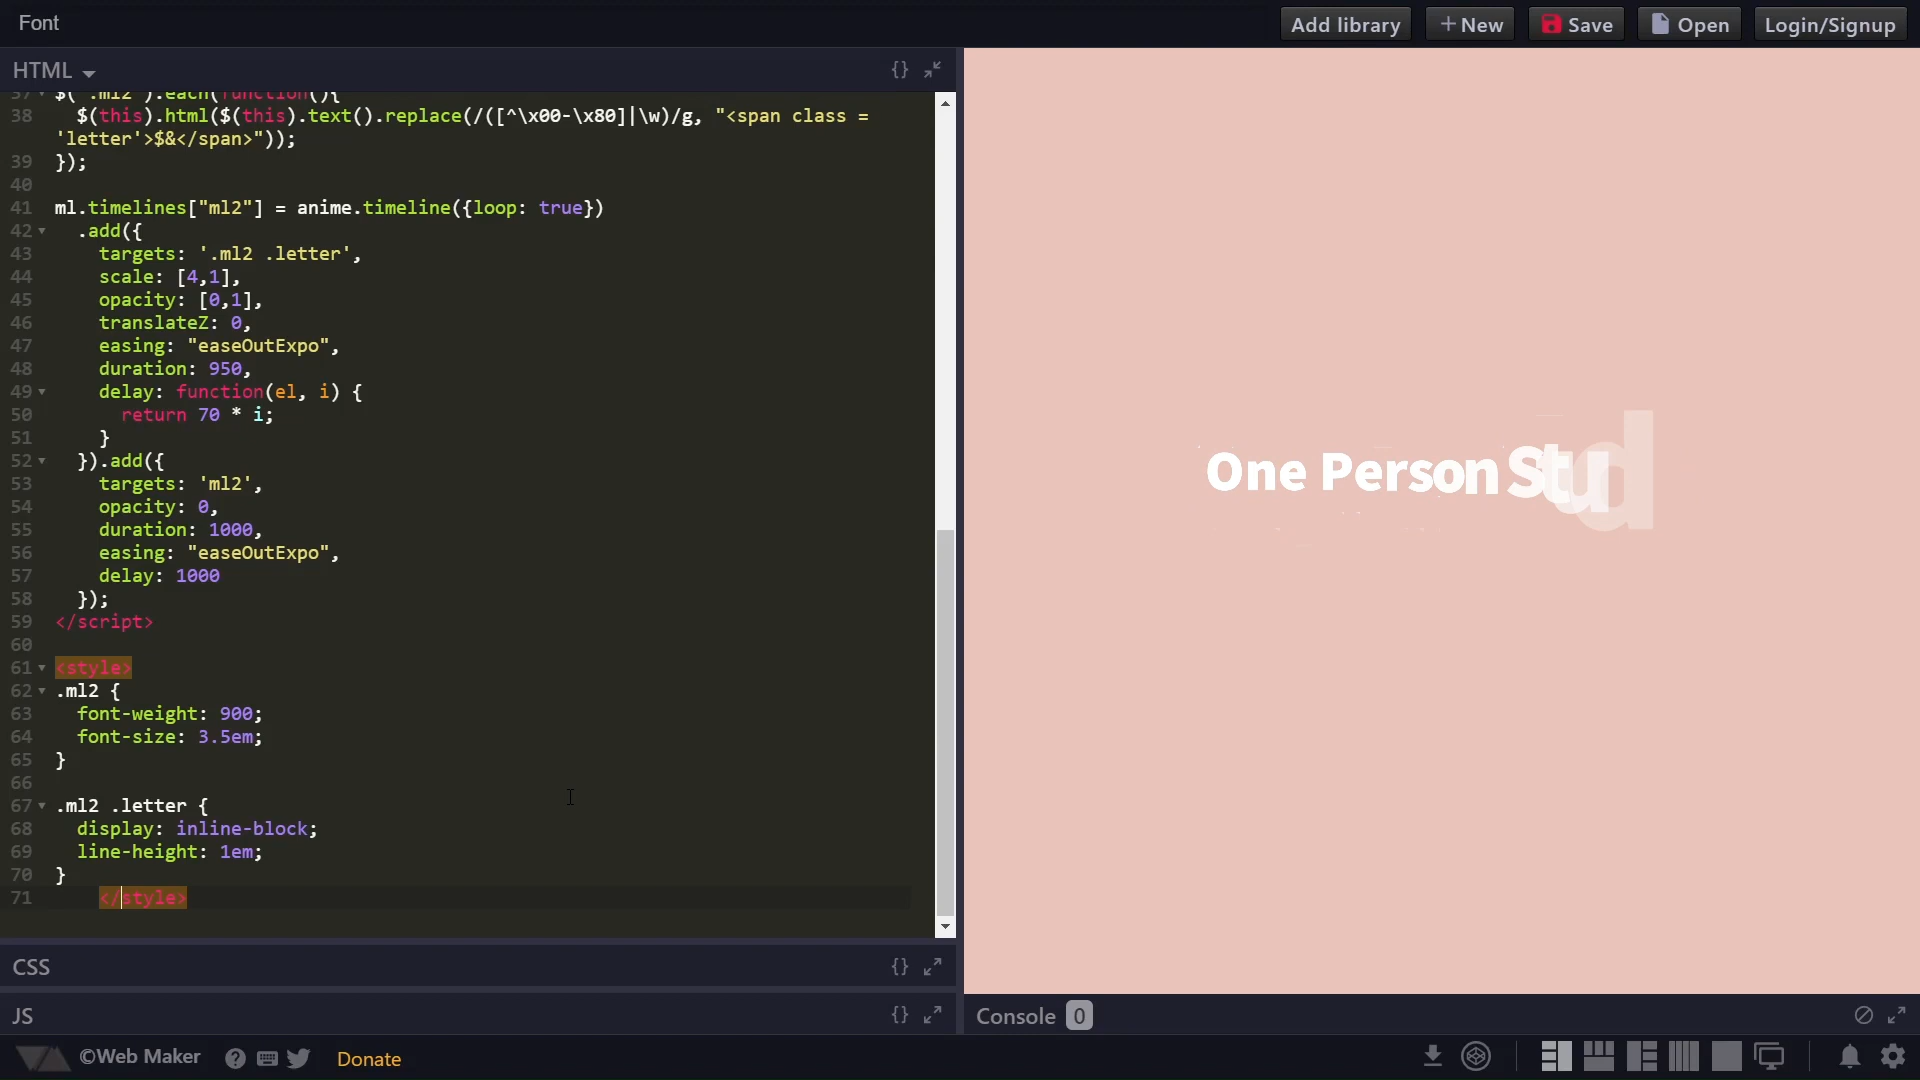 Font
Add library
+ New
Save
Open
Login/Signup
HTML
37 $(".ml2").each(function(){
38 $(this).html($(this).text().replace(/([^\x00-\x80]|\w)/g, "<span class =
'letter'>$&</span>"));
39 });
40
41 ml.timelines["ml2"] = anime.timeline({loop: true})
42 .add({
43 targets: '.ml2 .letter',
44 scale: [4,1],
45 opacity: [0,1],
46 translateZ: 0,
47 easing: "easeOutExpo",
48 duration: 950,
49 delay: function(el, i) {
50 return 70 * i;
51 }
52 }).add({
53 targets: 'ml2',
54 opacity: 0,
55 duration: 1000,
56 easing: "easeOutExpo",
57 delay: 1000
58 });
59 </script>
60
61 <style>
62 .ml2 {
63 font-weight: 900;
64 font-size: 3.5em;
65 }
66
67 .ml2 .letter {
68 display: inline-block;
69 line-height: 1em;
70 }
71 </style>
One Person Stud
CSS {}
JS {}
Console 0
©Web Maker
Donate